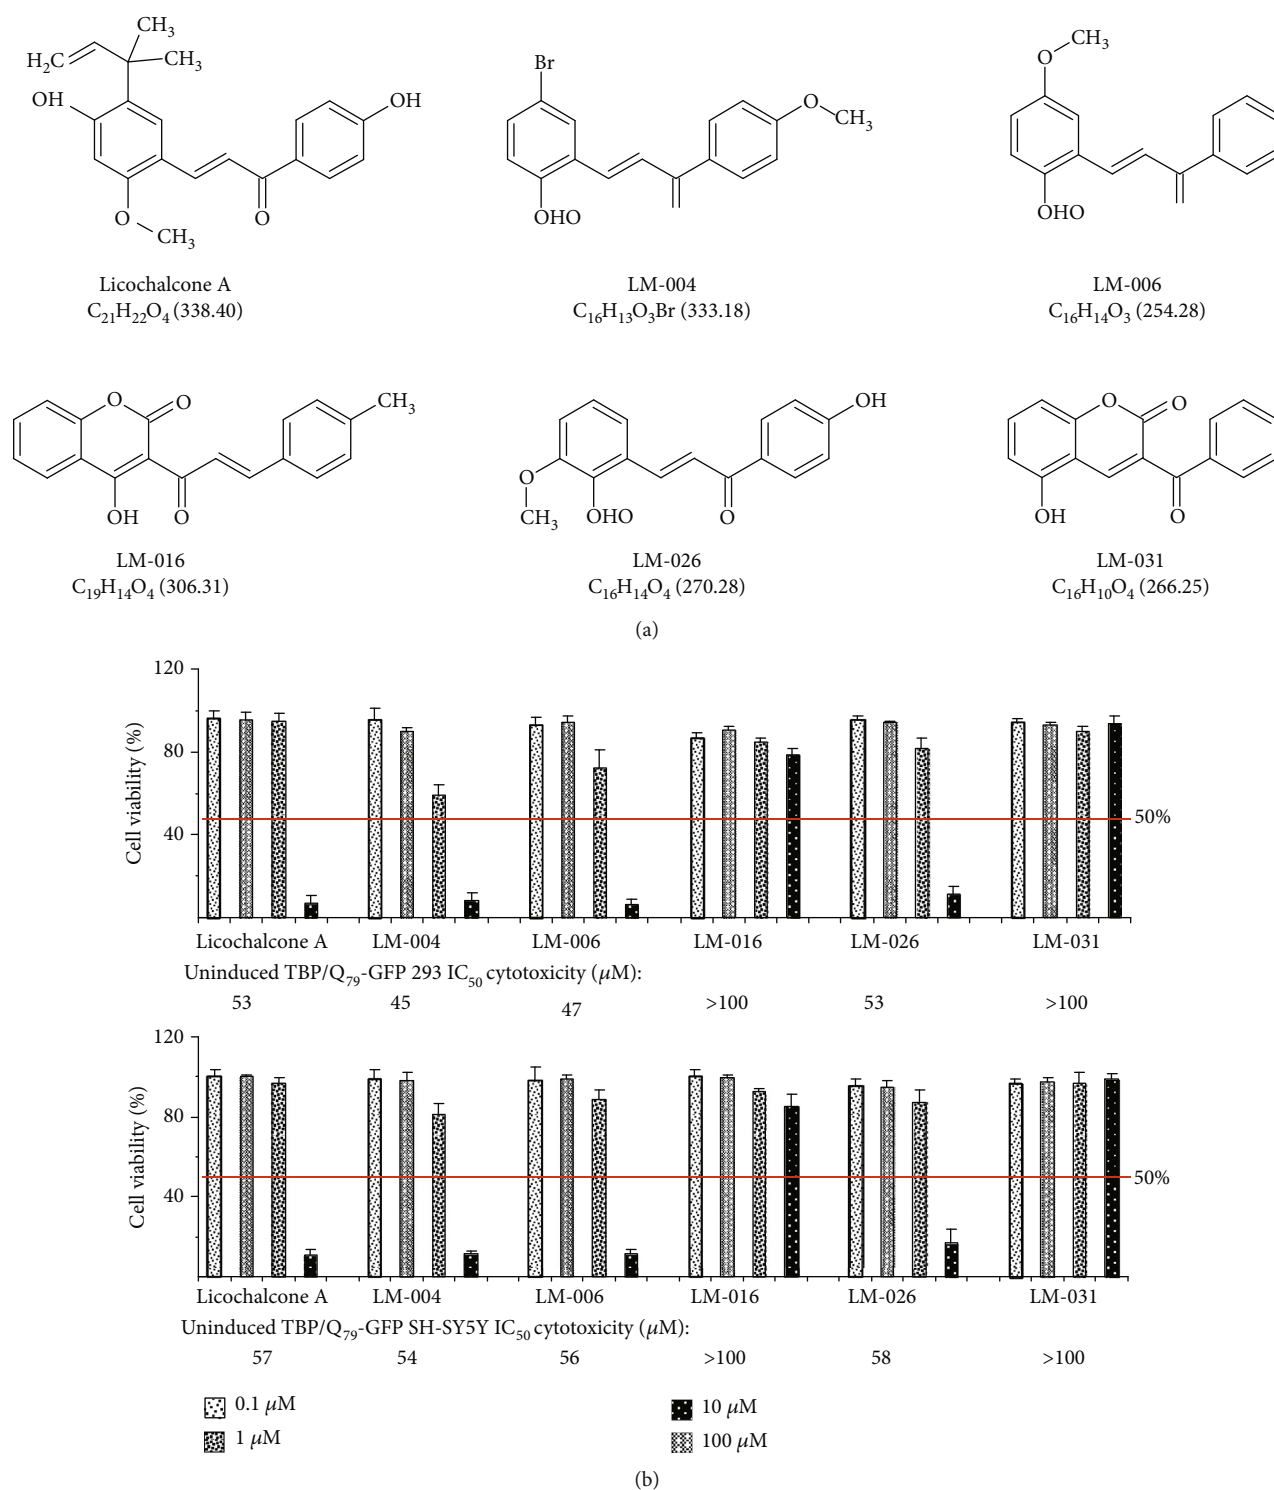 CH3
H2C
CH3
OH
OH
O
CH3
O
Licochalcone A
C21H22O4 (338.40)
Br
O
CH3
OHO
LM-004
C16H13O3Br (333.18)
O
CH3
OHO
LM-006
C16H14O3 (254.28)
O
O
CH3
OH
O
LM-016
C19H14O4 (306.31)
OH
O
CH3
OHO
O
LM-026
C16H14O4 (270.28)
O
O
OH
O
LM-031
C16H10O4 (266.25)
(a)
120
80
40
Cell viability (%)
50%
Licochalcone A LM-004 LM-006 LM-016 LM-026 LM-031
Uninduced TBP/Q79-GFP 293 IC50 cytotoxicity (μM):
53 45 47 >100 53 >100
120
80
40
Cell viability (%)
50%
Licochalcone A LM-004 LM-006 LM-016 LM-026 LM-031
Uninduced TBP/Q79-GFP SH-SY5Y IC50 cytotoxicity (μM):
57 54 56 >100 58 >100
0.1 μM
1 μM
10 μM
100 μM
(b)